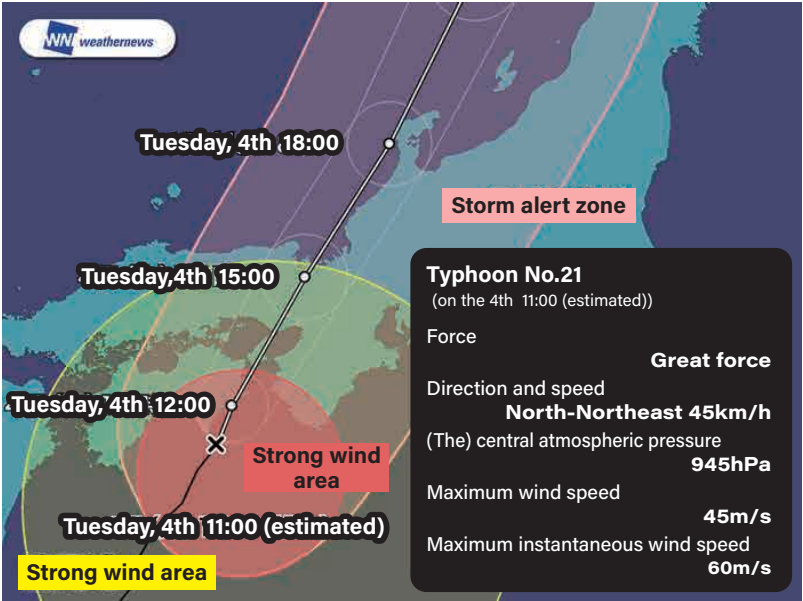 WNI weathernews
Tuesday, 4th 18:00
Storm alert zone
Tuesday,4th 15:00
Typhoon No.21
(on the 4th 11:00 (estimated))
Force
Great force
Direction and speed
North-Northeast 45km/h
(The) central atmospheric pressure
945hPa
Maximum wind speed
45m/s
Maximum instantaneous wind speed
60m/s
Tuesday, 4th 12:00
Strong wind
area
Tuesday, 4th 11:00 (estimated)
Strong wind area